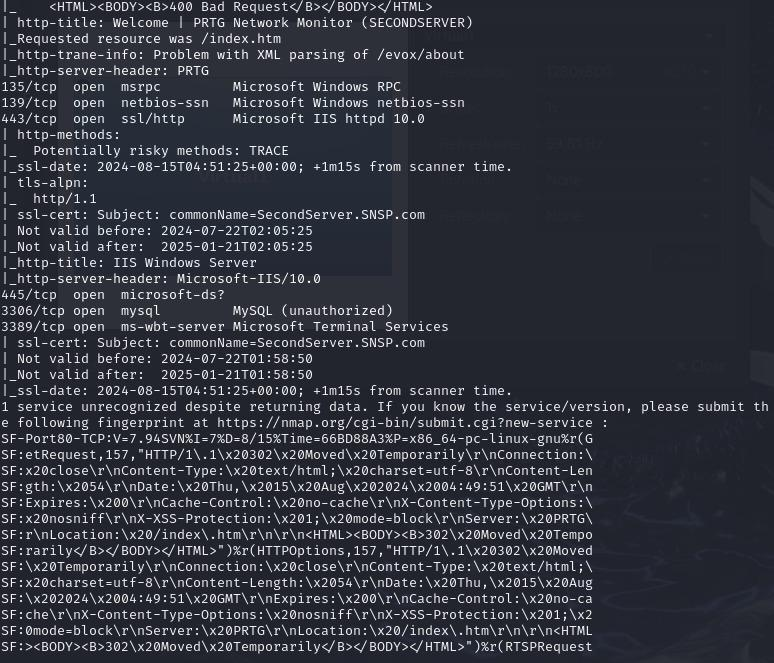 |_    <HTML><BODY><B>400 Bad Request</B></BODY></HTML>
| http-title: Welcome | PRTG Network Monitor (SECONDSERVER)
|_Requested resource was /index.htm
|_http-trane-info: Problem with XML parsing of /evox/about
|_http-server-header: PRTG
135/tcp  open  msrpc         Microsoft Windows RPC
139/tcp  open  netbios-ssn   Microsoft Windows netbios-ssn
443/tcp  open  ssl/http      Microsoft IIS httpd 10.0
| http-methods:
|_  Potentially risky methods: TRACE
|_ssl-date: 2024-08-15T04:51:25+00:00; +1m15s from scanner time.
| tls-alpn:
|_  http/1.1
| ssl-cert: Subject: commonName=SecondServer.SNSP.com
| Not valid before: 2024-07-22T02:05:25
|_Not valid after:  2025-01-21T02:05:25
|_http-title: IIS Windows Server
|_http-server-header: Microsoft-IIS/10.0
445/tcp  open  microsoft-ds?
3306/tcp open  mysql         MySQL (unauthorized)
3389/tcp open  ms-wbt-server Microsoft Terminal Services
| ssl-cert: Subject: commonName=SecondServer.SNSP.com
| Not valid before: 2024-07-22T01:58:50
|_Not valid after:  2025-01-21T01:58:50
|_ssl-date: 2024-08-15T04:51:25+00:00; +1m15s from scanner time.
1 service unrecognized despite returning data. If you know the service/version, please submit th
e following fingerprint at https://nmap.org/cgi-bin/submit.cgi?new-service :
SF-Port80-TCP:V=7.94SVN%I=7%D=8/15%Time=66BD88A3%P=x86_64-pc-linux-gnu%r(G
SF:etRequest,157,"HTTP/1\.1\x20302\x20Moved\x20Temporarily\r\nConnection:\
SF:x20close\r\nContent-Type:\x20text/html;\x20charset=utf-8\r\nContent-Len
SF:gth:\x2054\r\nDate:\x20Thu,\x2015\x20Aug\x202024\x2004:49:51\x20GMT\r\n
SF:Expires:\x200\r\nCache-Control:\x20no-cache\r\nX-Content-Type-Options:\
SF:x20nosniff\r\nX-XSS-Protection:\x201;\x20mode=block\r\nServer:\x20PRTG\
SF:r\nLocation:\x20/index\.htm\r\n\r\n<HTML><BODY><B>302\x20Moved\x20Tempo
SF:rarily</B></BODY></HTML>")%r(HTTPOptions,157,"HTTP/1\.1\x20302\x20Moved
SF:\x20Temporarily\r\nConnection:\x20close\r\nContent-Type:\x20text/html;\
SF:x20charset=utf-8\r\nContent-Length:\x2054\r\nDate:\x20Thu,\x2015\x20Aug
SF:\x202024\x2004:49:51\x20GMT\r\nExpires:\x200\r\nCache-Control:\x20no-ca
SF:che\r\nX-Content-Type-Options:\x20nosniff\r\nX-XSS-Protection:\x201;\x2
SF:0mode=block\r\nServer:\x20PRTG\r\nLocation:\x20/index\.htm\r\n\r\n<HTML
SF:><BODY><B>302\x20Moved\x20Temporarily</B></BODY></HTML>")%r(RTSPRequest